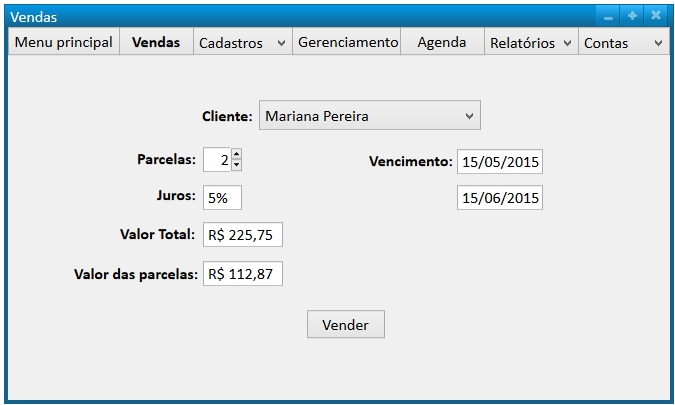 Vendas
Menu principal Vendas Cadastros Gerenciamento Agenda Relatórios Contas
Cliente: Mariana Pereira
Parcelas: 2 Vencimento: 15/05/2015
Juros: 5% 15/06/2015
Valor Total: R$ 225,75
Valor das parcelas: R$ 112,87
Vender